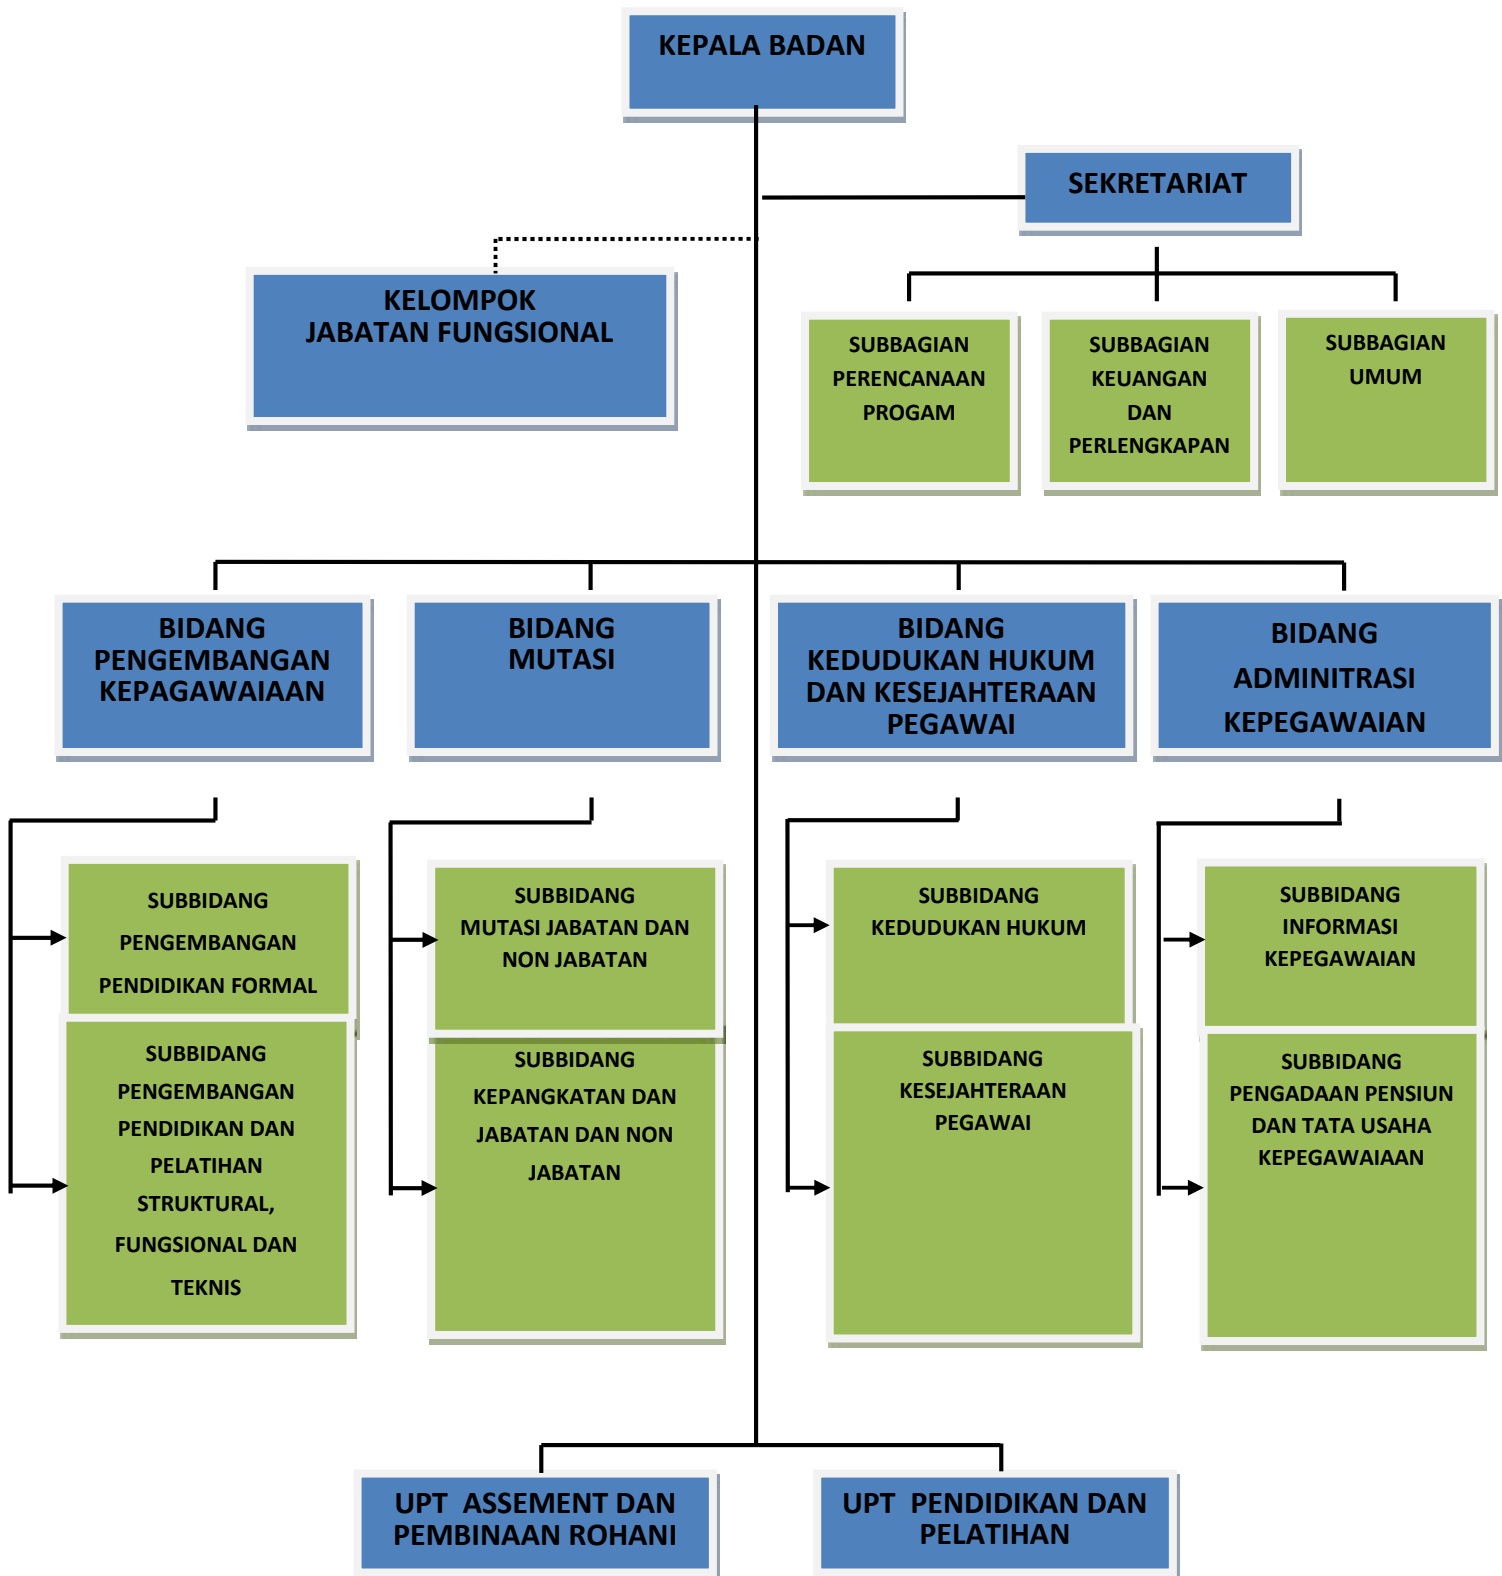 KEPALA BADAN
SEKRETARIAT
KELOMPOK
JABATAN FUNGSIONAL
SUBBAGIAN
PERENCANAAN
PROGAM
SUBBAGIAN
KEUANGAN
DAN
PERLENGKAPAN
SUBBAGIAN
UMUM
BIDANG
PENGEMBANGAN
KEPAGAWAIAAN
BIDANG
MUTASI
BIDANG
KEDUDUKAN HUKUM
DAN KESEJAHTERAAN
PEGAWAI
BIDANG
ADMINITRASI
KEPEGAWAIAN
SUBBIDANG
PENGEMBANGAN
PENDIDIKAN FORMAL
SUBBIDANG
PENGEMBANGAN
PENDIDIKAN DAN
PELATIHAN
STRUKTURAL,
FUNGSIONAL DAN
TEKNIS
SUBBIDANG
MUTASI JABATAN DAN
NON JABATAN
SUBBIDANG
KEPANGKATAN DAN
JABATAN DAN NON
JABATAN
SUBBIDANG
KEDUDUKAN HUKUM
SUBBIDANG
KESEJAHTERAAN
PEGAWAI
SUBBIDANG
INFORMASI
KEPEGAWAIAN
SUBBIDANG
PENGADAAN PENSIUN
DAN TATA USAHA
KEPEGAWAIAAN
UPT ASSEMENT DAN
PEMBINAAN ROHANI
UPT PENDIDIKAN DAN
PELATIHAN